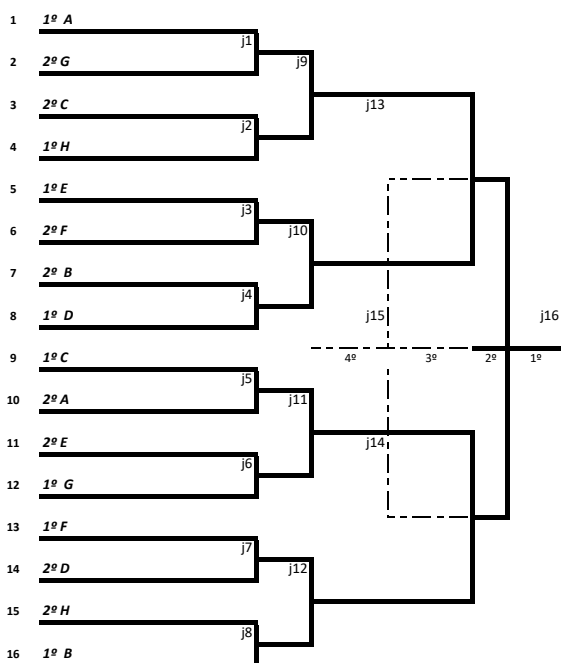 1 1º A
j1
2 2º G
j9
3 2º C
j2
4 1º H
j13
5 1º E
j3
6 2º F
j10
7 2º B
j4
8 1º D
j15
j16
4º 3º 2º 1º
9 1º C
j5
10 2º A
j11
11 2º E
j6
12 1º G
j14
13 1º F
j7
14 2º D
j12
15 2º H
j8
16 1º B